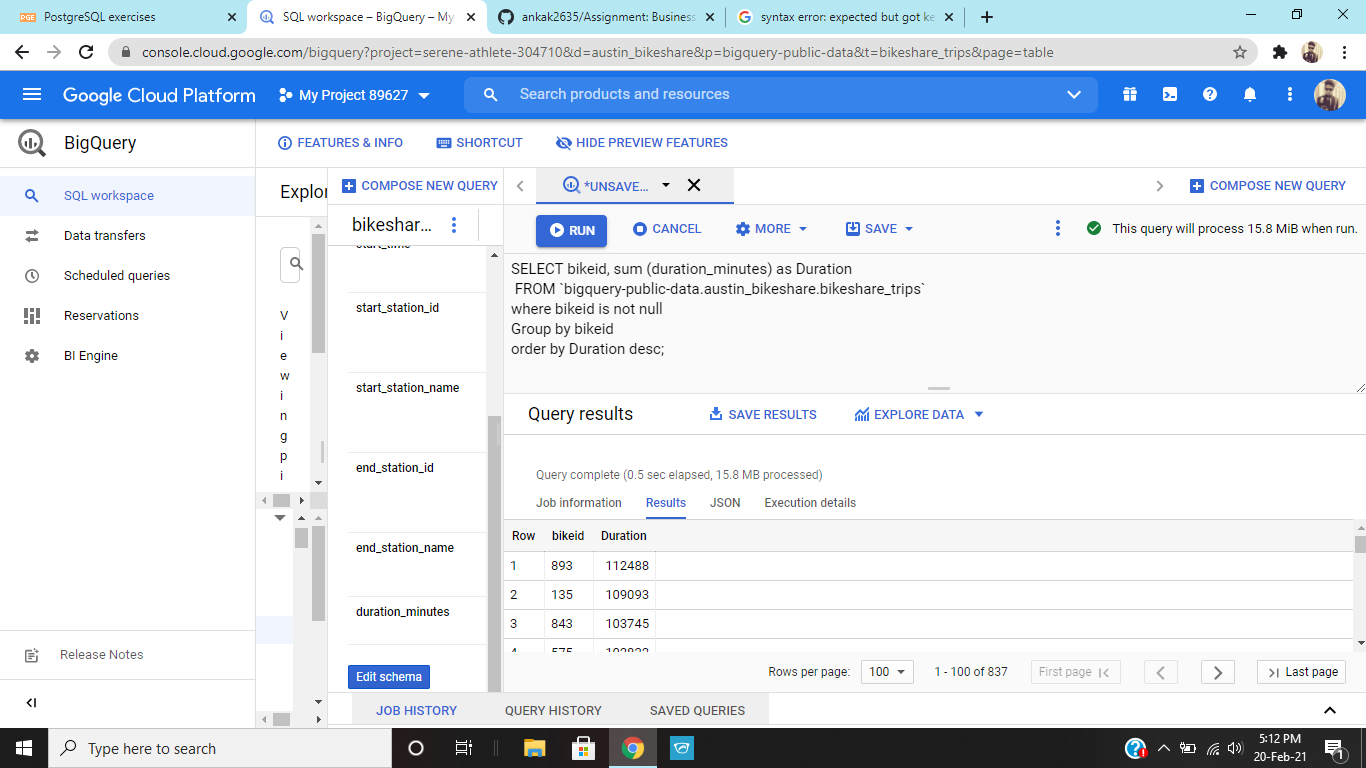 PostgreSQL exercises
SQL workspace – BigQuery – My
ankak2635/Assignment: Business
syntax error: expected but got ke
console.cloud.google.com/bigquery?project=serene-athlete-304710&d=austin_bikeshare&p=bigquery-public-data&t=bikeshare_trips&page=table
Google Cloud Platform
My Project 89627
Search products and resources
BigQuery
FEATURES & INFO
SHORTCUT
HIDE PREVIEW FEATURES
SQL workspace
Data transfers
Scheduled queries
Reservations
BI Engine
Release Notes
Explor
V
i
e
w
i
n
g
p
i
COMPOSE NEW QUERY
*UNSAVE...
COMPOSE NEW QUERY
bikeshar...
start_time
start_station_id
start_station_name
end_station_id
end_station_name
duration_minutes
Edit schema
RUN
CANCEL
MORE
SAVE
This query will process 15.8 MiB when run.
SELECT bikeid, sum (duration_minutes) as Duration
FROM `bigquery-public-data.austin_bikeshare.bikeshare_trips`
where bikeid is not null
Group by bikeid
order by Duration desc;
Query results
SAVE RESULTS
EXPLORE DATA
Query complete (0.5 sec elapsed, 15.8 MB processed)
Job information Results JSON Execution details
Row bikeid Duration
1 893 112488
2 135 109093
3 843 103745
4 575 102832
Rows per page: 100 1 - 100 of 837 First page Last page
JOB HISTORY QUERY HISTORY SAVED QUERIES
Type here to search
5:12 PM
20-Feb-21
1